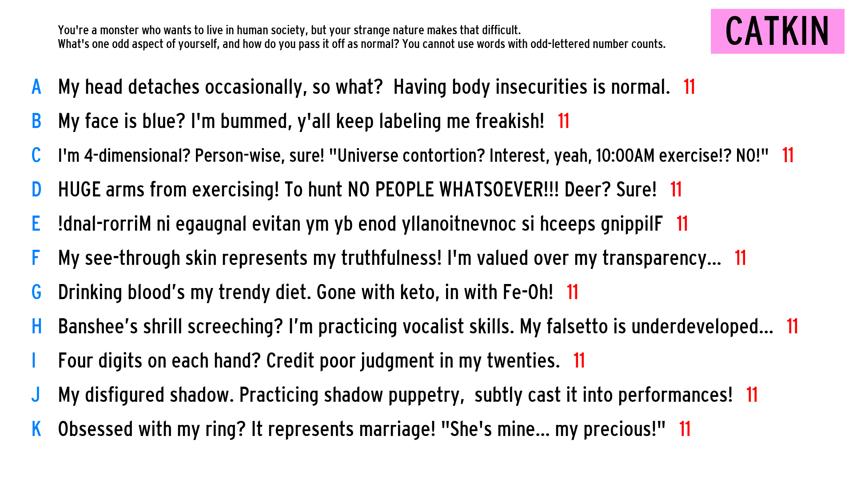 You're a monster who wants to live in human society, but your strange nature makes that difficult.
What's one odd aspect of yourself, and how do you pass it off as normal? You cannot use words with odd-lettered number counts.
CATKIN
A My head detaches occasionally, so what?  Having body insecurities is normal. 11
B My face is blue? I'm bummed, y'all keep labeling me freakish! 11
C I'm 4-dimensional? Person-wise, sure! "Universe contortion? Interest, yeah, 10:00AM exercise!? NO!" 11
D HUGE arms from exercising! To hunt NO PEOPLE WHATSOEVER!!! Deer? Sure! 11
E !dnal-rorriM ni egaugnal evitan ym yb enod yllanoitnevnoc si hceeps gnippilF 11
F My see-through skin represents my truthfulness! I'm valued over my transparency... 11
G Drinking blood's my trendy diet. Gone with keto, in with Fe-Oh! 11
H Banshee's shrill screeching? I'm practicing vocalist skills. My falsetto is underdeveloped... 11
I Four digits on each hand? Credit poor judgment in my twenties. 11
J My disfigured shadow. Practicing shadow puppetry,  subtly cast it into performances! 11
K Obsessed with my ring? It represents marriage! "She's mine... my precious!" 11